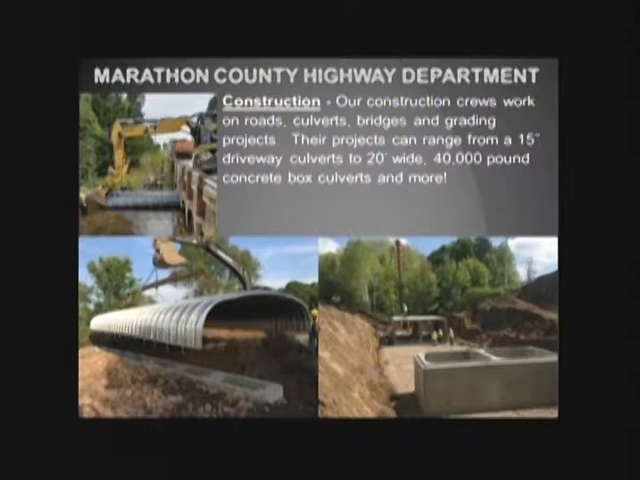 MARATHON COUNTY HIGHWAY DEPARTMENT
Construction - Our construction crews work
on roads, culverts, bridges and grading
projects. Their projects can range from a 15"
driveway culverts to 20' wide, 40,000 pound
concrete box culverts and more!